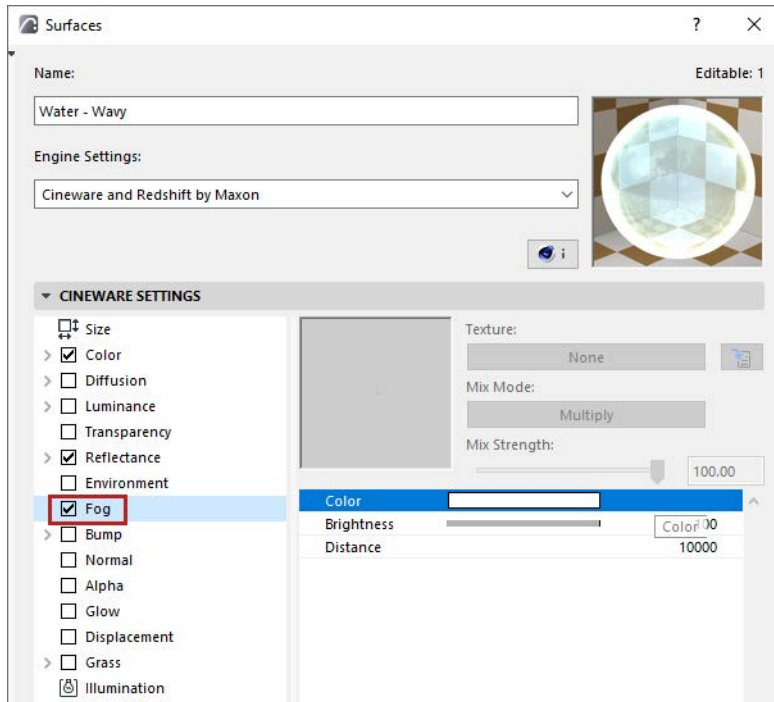 Surfaces
?
Name:
Editable: 1
Water - Wavy
Engine Settings:
Cineware and Redshift by Maxon
i
CINEWARE SETTINGS
Size
Color
Diffusion
Luminance
Transparency
Reflectance
Environment
Fog
Bump
Normal
Alpha
Glow
Displacement
Grass
Illumination
Texture:
None
Mix Mode:
Multiply
Mix Strength:
100.00
Color
Brightness
Color
Distance 10000